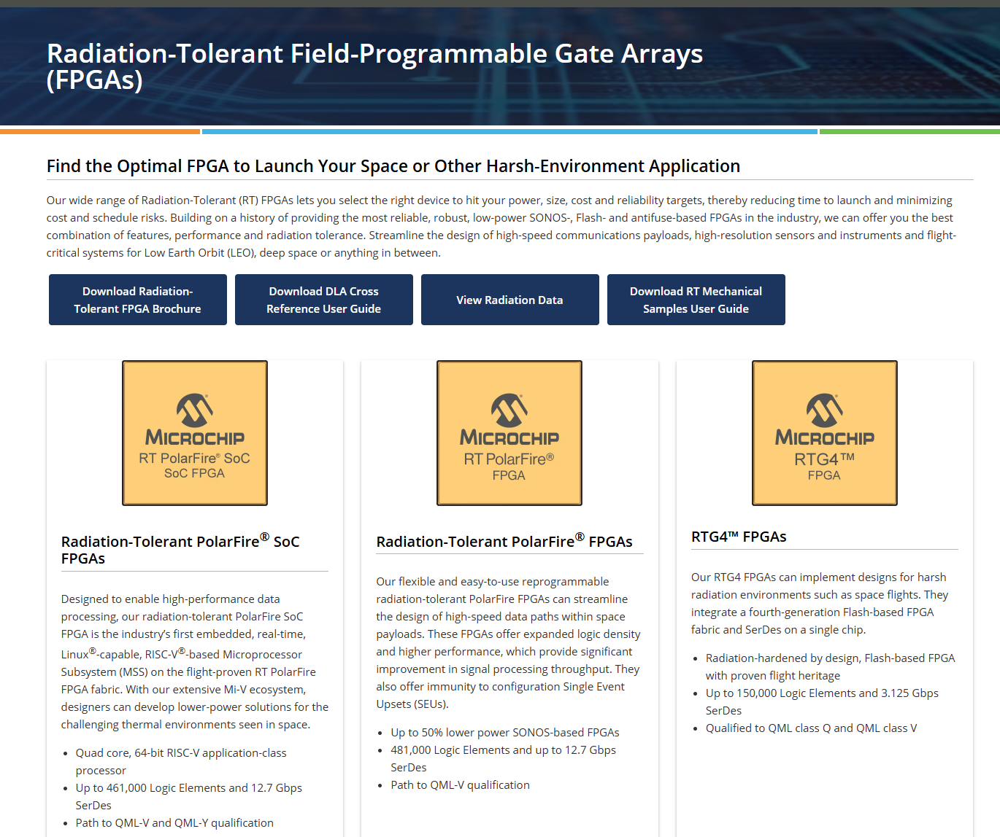 Radiation-Tolerant Field-Programmable Gate Arrays
(FPGAs)
Find the Optimal FPGA to Launch Your Space or Other Harsh-Environment Application
Our wide range of Radiation-Tolerant (RT) FPGAs lets you select the right device to hit your power, size, cost and reliability targets, thereby reducing time to launch and minimizing
cost and schedule risks. Building on a history of providing the most reliable, robust, low-power SONOS-, Flash- and antifuse-based FPGAs in the industry, we can offer you the best
combination of features, performance and radiation tolerance. Streamline the design of high-speed communications payloads, high-resolution sensors and instruments and flight-
critical systems for Low Earth Orbit (LEO), deep space or anything in between.
Download Radiation-
Tolerant FPGA Brochure
Download DLA Cross
Reference User Guide
View Radiation Data
Download RT Mechanical
Samples User Guide
MICROCHIP
RT PolarFire® SoC
SoC FPGA
Radiation-Tolerant PolarFire® SoC
FPGAs
Designed to enable high-performance data
processing, our radiation-tolerant PolarFire SoC
FPGA is the industry’s first embedded, real-time,
Linux®-capable, RISC-V®-based Microprocessor
Subsystem (MSS) on the flight-proven RT PolarFire
FPGA fabric. With our extensive Mi-V ecosystem,
designers can develop lower-power solutions for the
challenging thermal environments seen in space.
• Quad core, 64-bit RISC-V application-class
processor
• Up to 461,000 Logic Elements and 12.7 Gbps
SerDes
• Path to QML-V and QML-Y qualification
MICROCHIP
RT PolarFire®
FPGA
Radiation-Tolerant PolarFire® FPGAs
Our flexible and easy-to-use reprogrammable
radiation-tolerant PolarFire FPGAs can streamline
the design of high-speed data paths within space
payloads. These FPGAs offer expanded logic density
and higher performance, which provide significant
improvement in signal processing throughput. They
also offer immunity to configuration Single Event
Upsets (SEUs).
• Up to 50% lower power SONOS-based FPGAs
• 481,000 Logic Elements and up to 12.7 Gbps
SerDes
• Path to QML-V qualification
MICROCHIP
RTG4™
FPGA
RTG4™ FPGAs
Our RTG4 FPGAs can implement designs for harsh
radiation environments such as space flights. They
integrate a fourth-generation Flash-based FPGA
fabric and SerDes on a single chip.
• Radiation-hardened by design, Flash-based FPGA
with proven flight heritage
• Up to 150,000 Logic Elements and 3.125 Gbps
SerDes
• Qualified to QML class Q and QML class V